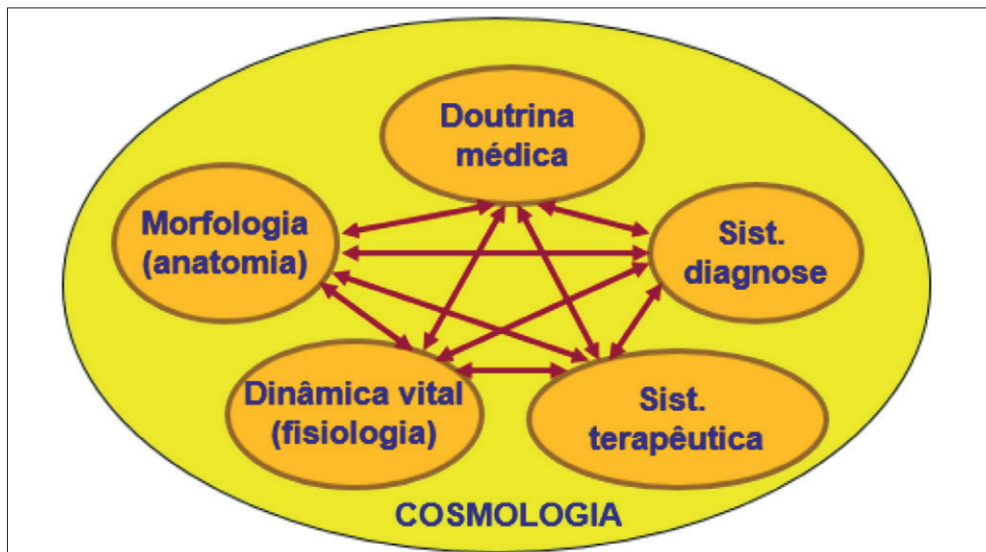 Doutrina
médica
Morfologia
(anatomia)
Sist.
diagnose
Dinâmica vital
(fisiologia)
Sist.
terapêutica
COSMOLOGIA